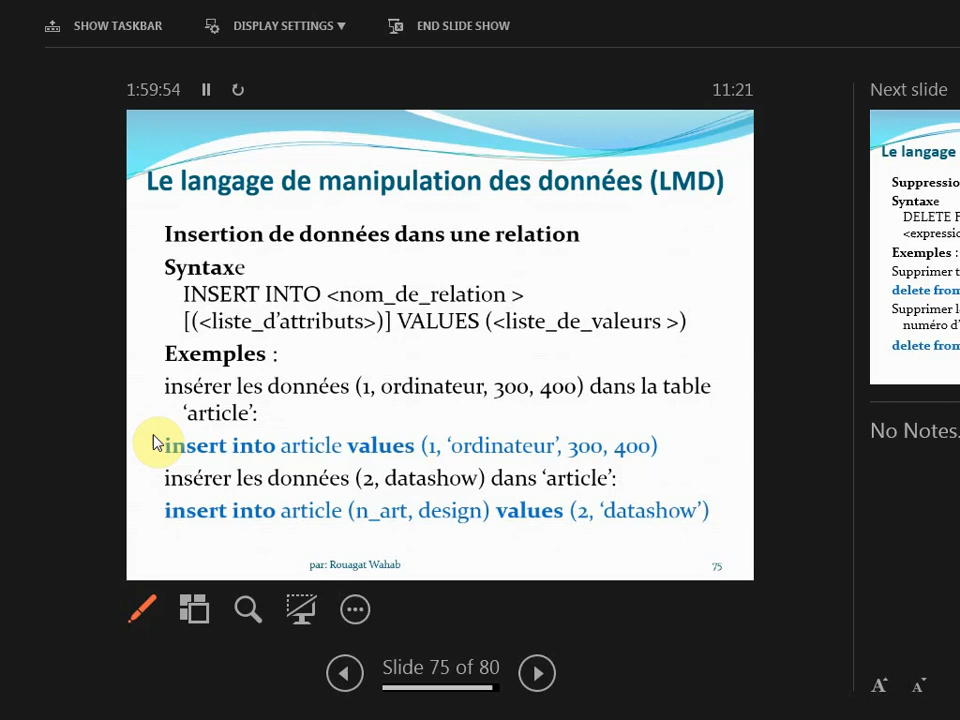 SHOW TASKBAR DISPLAY SETTINGS ▼ END SLIDE SHOW
1:59:54 11:21
Le langage de manipulation des données (LMD)
Insertion de données dans une relation
Syntaxe
INSERT INTO <nom_de_relation >
[(<liste_d’attributs>)] VALUES (<liste_de_valeurs >)
Exemples :
insérer les données (1, ordinateur, 300, 400) dans la table
‘article’:
insert into article values (1, ‘ordinateur’, 300, 400)
insérer les données (2, datashow) dans ‘article’:
insert into article (n_art, design) values (2, ‘datashow’)
par: Rouagat Wahab 75
Slide 75 of 80
Next slide
Le langage
Syntaxe
DELETE
Exemples :
Supprimer
delete from
Supprimer
numéro
delete from
No Notes.
A A